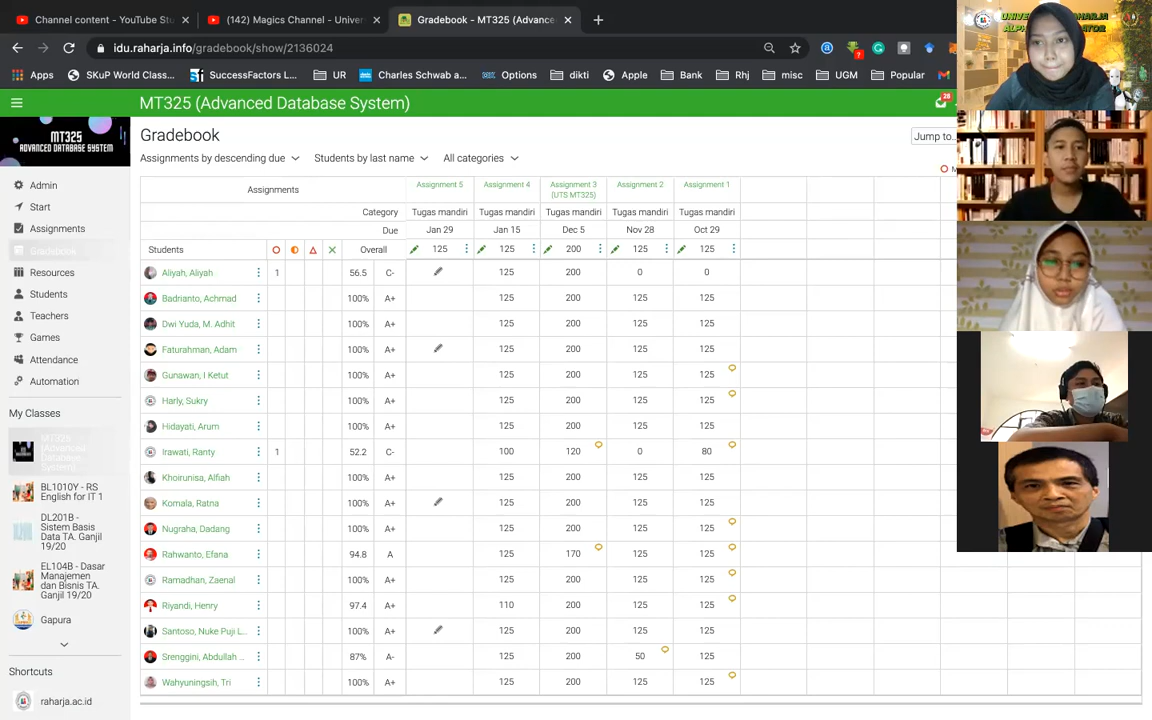 Channel content - YouTube Stu
(142) Magics Channel - Univer
Gradebook - MT325 (Advance
idu.raharja.info/gradebook/show/2136024
Apps
SKuP World Class...
SuccessFactors L...
UR
Charles Schwab a...
Options
dikti
Apple
Bank
Rhj
misc
UGM
Popular
MT325 (Advanced Database System)
28
MT325
ADVANCED DATABASE SYSTEM
Gradebook
Jump to...
Assignments by descending due
Students by last name
All categories
Admin
Start
Assignments
Gradebook
Resources
Students
Teachers
Games
Attendance
Automation
My Classes
MT325 (Advanced Database System)
BL1010Y - RS
English for IT 1
DL201B -
Sistem Basis
Data TA. Ganjil
19/20
EL104B - Dasar
Manajemen
dan Bisnis TA.
Ganjil 19/20
Gapura
Shortcuts
raharja.ac.id
Assignments Assignment 5 Assignment 4 Assignment 3 (UTS MT325) Assignment 2 Assignment 1
Category Tugas mandiri Tugas mandiri Tugas mandiri Tugas mandiri Tugas mandiri
Due Jan 29 Jan 15 Dec 5 Nov 28 Oct 29
Students Overall 125 125 200 125 125
Aliyah, Aliyah 1 56.5 C- 125 200 0 0
Badrianto, Achmad 100% A+ 125 200 125 125
Dwi Yuda, M. Adhit 100% A+ 125 200 125 125
Faturahman, Adam 100% A+ 125 200 125 125
Gunawan, I Ketut 100% A+ 125 200 125 125
Harly, Sukry 100% A+ 125 200 125 125
Hidayati, Arum 100% A+ 125 200 125 125
Irawati, Ranty 1 52.2 C- 100 120 0 80
Khoirunisa, Alfiah 100% A+ 125 200 125 125
Komala, Ratna 100% A+ 125 200 125 125
Nugraha, Dadang 100% A+ 125 200 125 125
Rahwanto, Efana 94.8 A 125 170 125 125
Ramadhan, Zaenal 100% A+ 125 200 125 125
Riyandi, Henry 97.4 A+ 110 200 125 125
Santoso, Nuke Puji L... 100% A+ 125 200 125 125
Srenggini, Abdullah ... 87% A- 125 200 50 125
Wahyuningsih, Tri 100% A+ 125 200 125 125